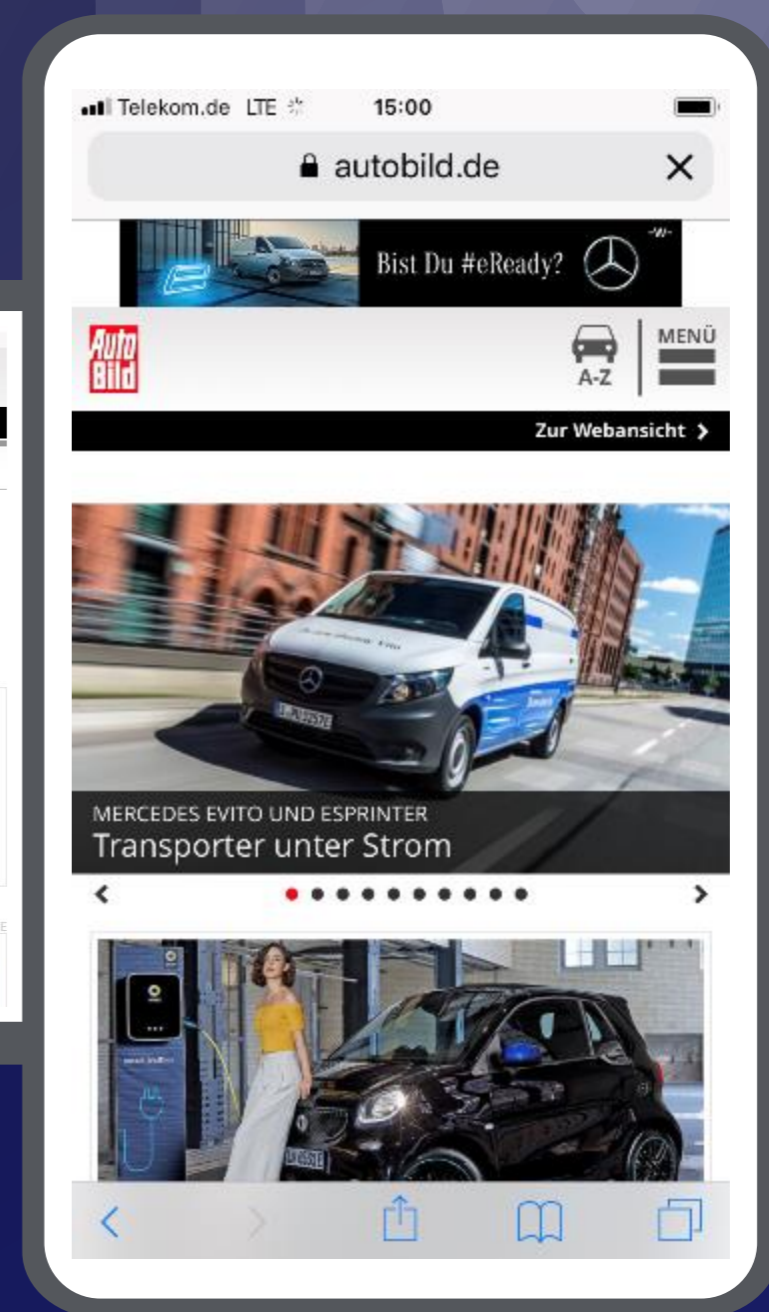 Telekom.de LTE 15:00
autobild.de
Bist Du #eReady?
-W-
Auto
Bild
A-Z
MENÜ
Zur Webansicht
MERCEDES EVITO UND ESPRINTER
Transporter unter Strom
E